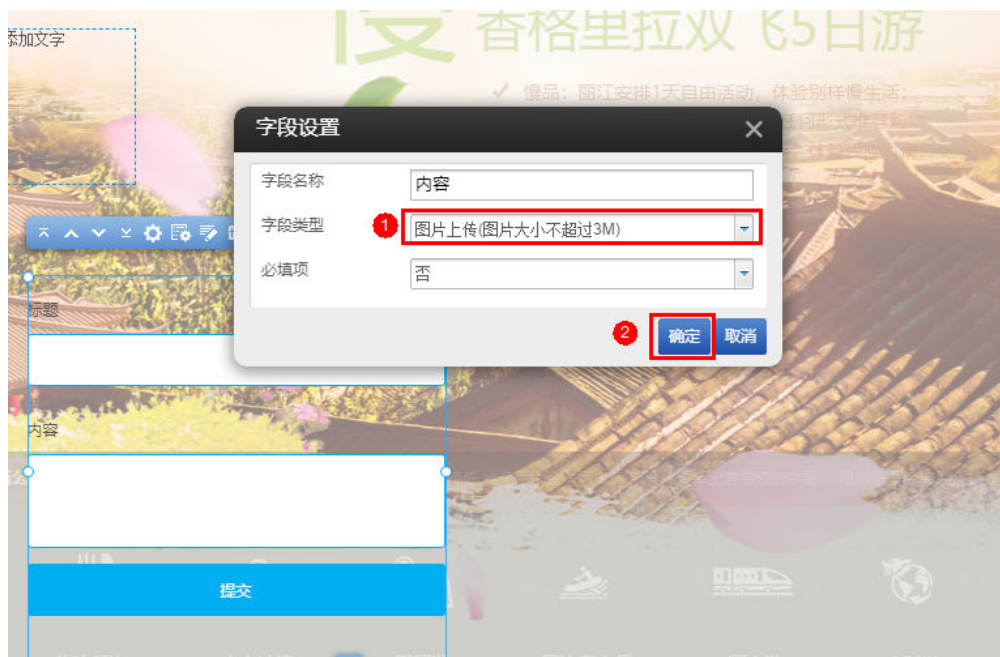 添加文字
慢
香格里拉双飞5日游
慢品：丽江安排1天自由活动，体验别样慢生活；
字段设置
字段名称
内容
1
字段类型
图片上传(图片大小不超过3M)
必填项
否
2
确定
取消
标题
内容
提交